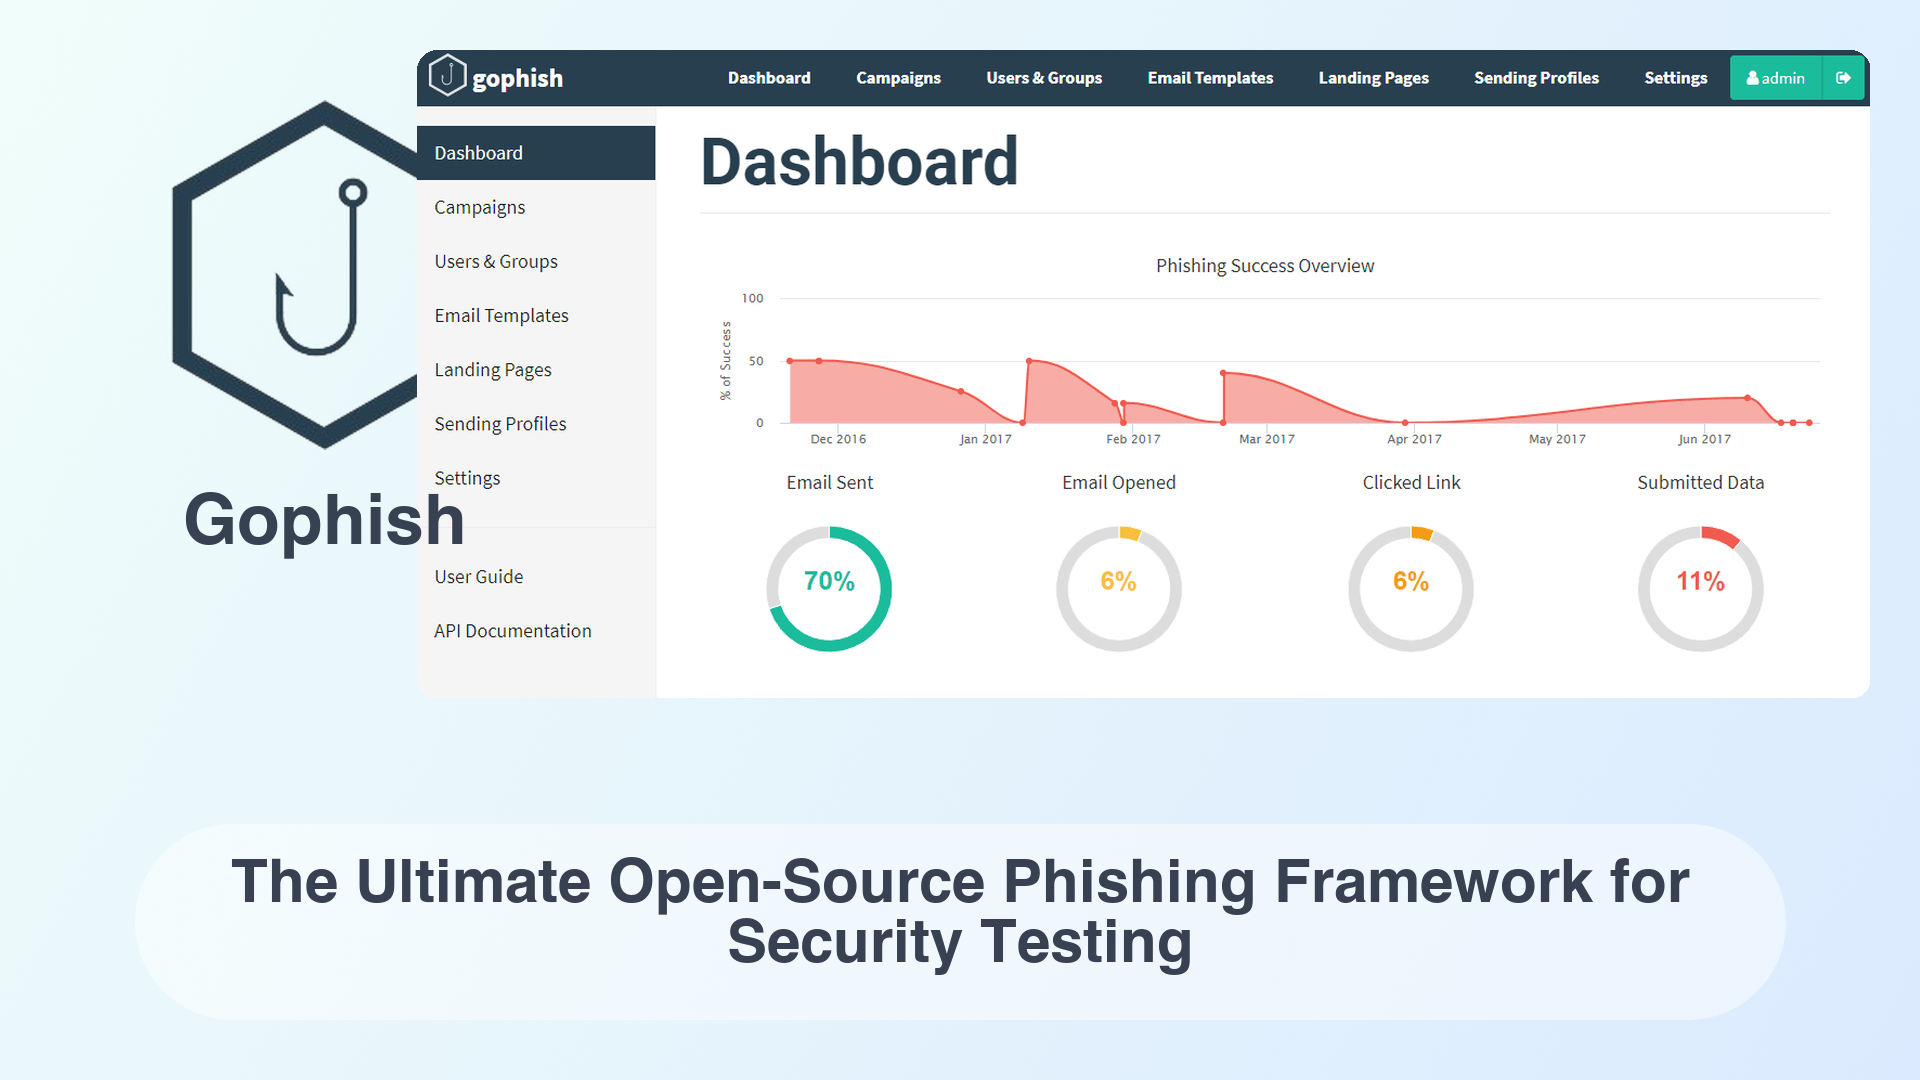 gophish
Dashboard Campaigns Users & Groups Email Templates Landing Pages Sending Profiles Settings admin
Dashboard
Campaigns
Users & Groups
Email Templates
Landing Pages
Sending Profiles
Settings
User Guide
API Documentation
Gophish
Dashboard
Phishing Success Overview
% of Success
100
50
0
Dec 2016 Jan 2017 Feb 2017 Mar 2017 Apr 2017 May 2017 Jun 2017
Email Sent Email Opened Clicked Link Submitted Data
70% 6% 6% 11%
The Ultimate Open-Source Phishing Framework for
Security Testing